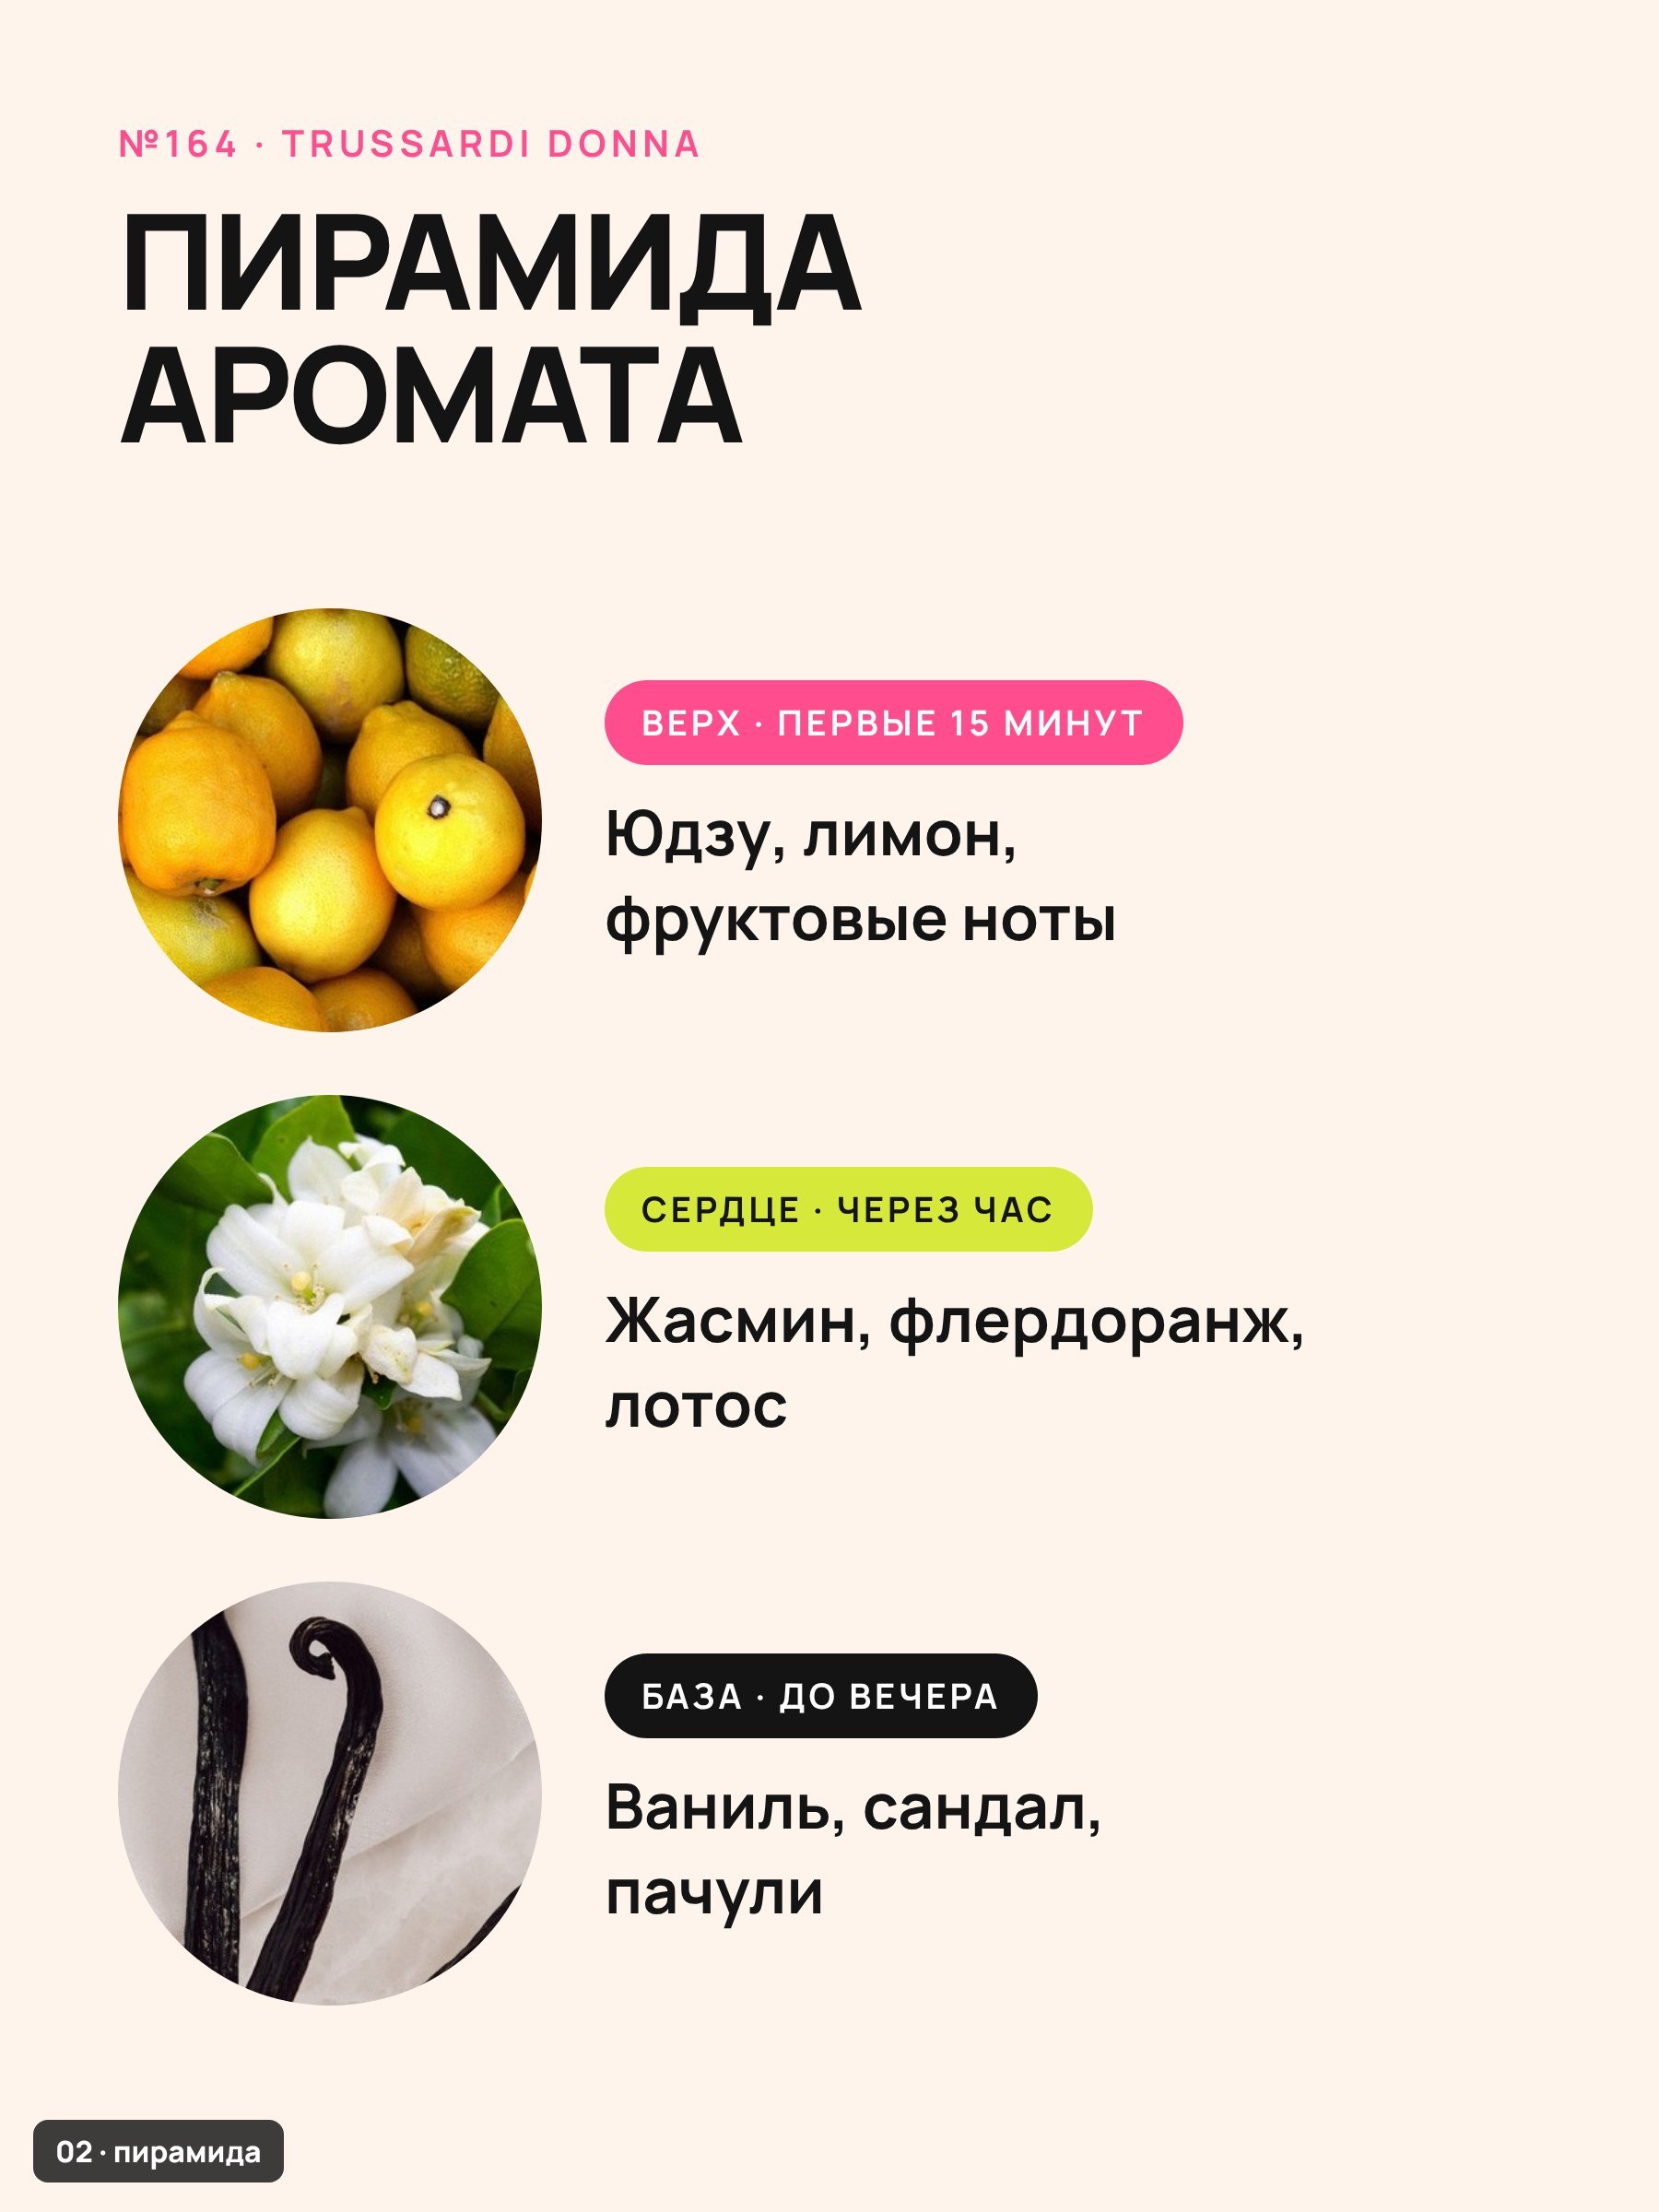 №164 · TRUSSARDI DONNA
ПИРАМИДА
АРОМАТА
ВЕРХ · ПЕРВЫЕ 15 МИНУТ
Юдзу, лимон,
фруктовые ноты
СЕРДЦЕ · ЧЕРЕЗ ЧАС
Жасмин, флердоранж,
лотос
БАЗА · ДО ВЕЧЕРА
Ваниль, сандал,
пачули
02 · пирамида